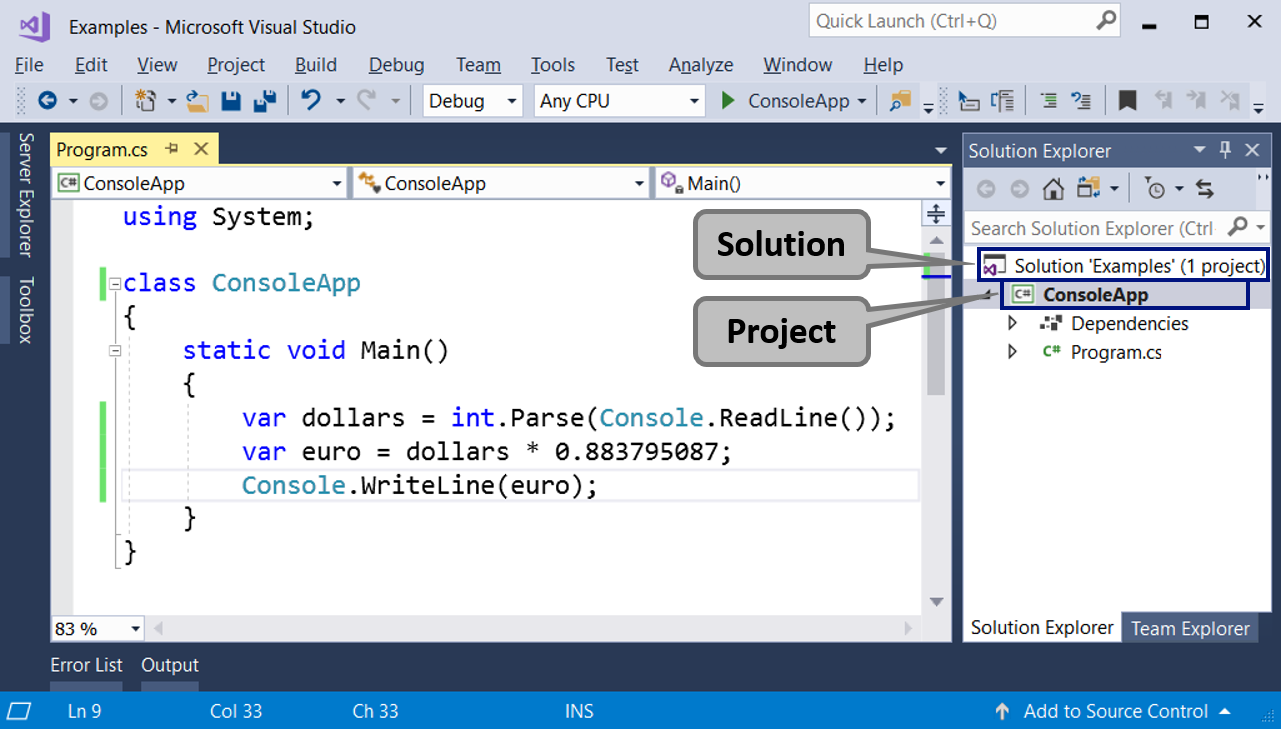 Examples - Microsoft Visual Studio
Quick Launch (Ctrl+Q)
File Edit View Project Build Debug Team Tools Test Analyze Window Help
Debug Any CPU ConsoleApp
Server Explorer
Toolbox
Program.cs
ConsoleApp ConsoleApp Main()
using System;
class ConsoleApp
{
static void Main()
{
var dollars = int.Parse(Console.ReadLine());
var euro = dollars * 0.883795087;
Console.WriteLine(euro);
}
}
83 %
Solution
Project
Solution Explorer
Search Solution Explorer (Ctrl
Solution 'Examples' (1 project)
C# ConsoleApp
Dependencies
C# Program.cs
Solution Explorer Team Explorer
Error List Output
Ln 9 Col 33 Ch 33 INS Add to Source Control